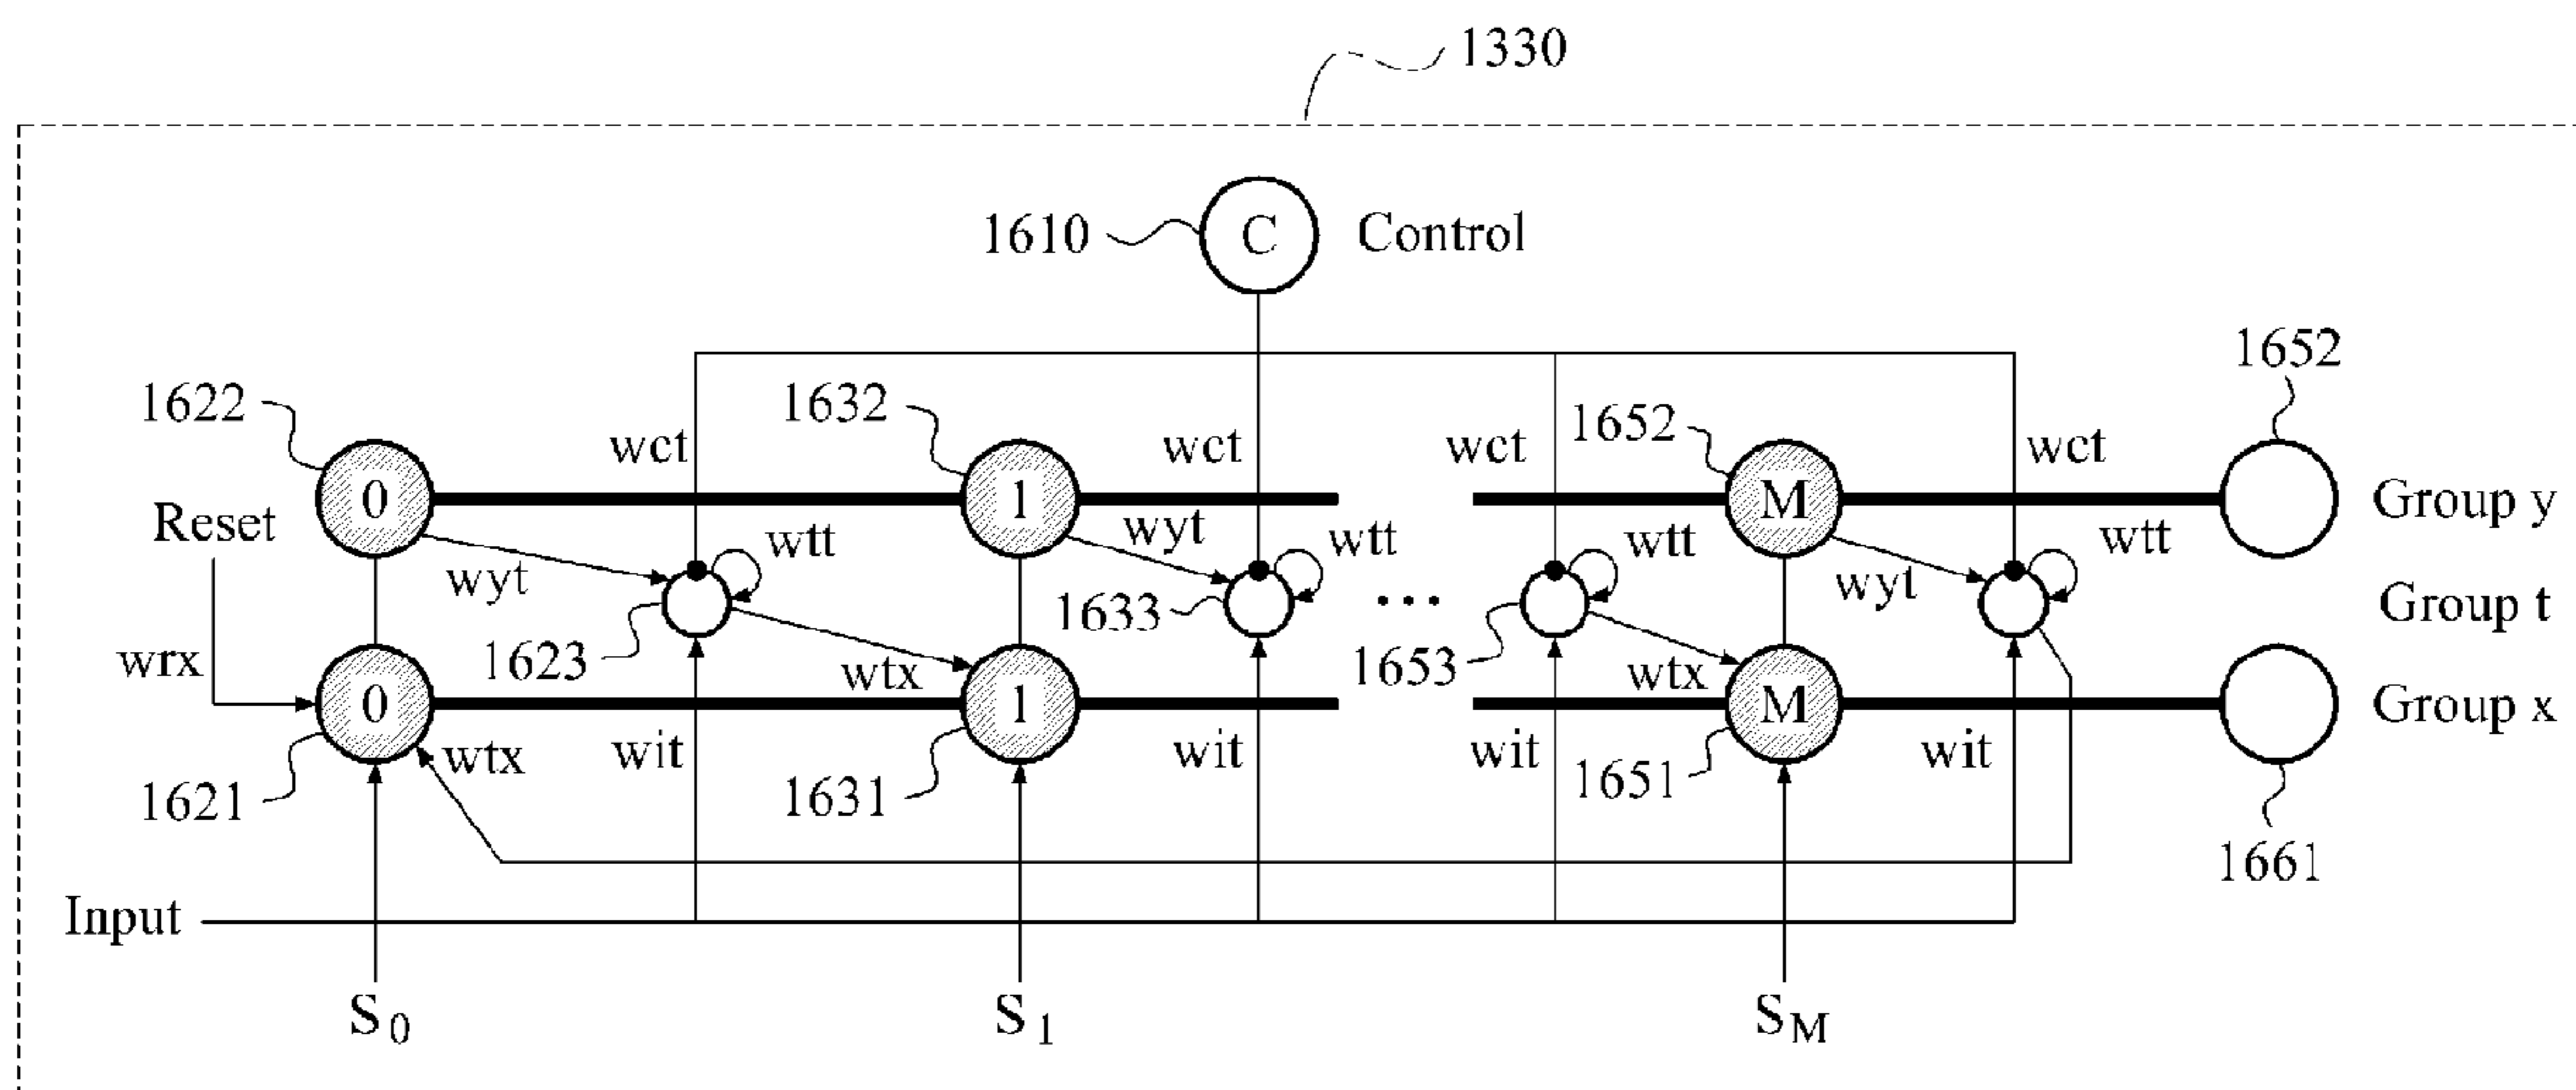 1330
1610 C Control
1652
1622 1632 1652
wct wct wct wct
0 1 M Group y
Reset wyt wtt wyt wtt wtt wyt wtt
1623 1633 ... 1653 Group t
wrx wtx wtx
0 1 M Group x
wtx wit wit wit wit
1621 1631 1651
1661
Input
S0 S1 SM